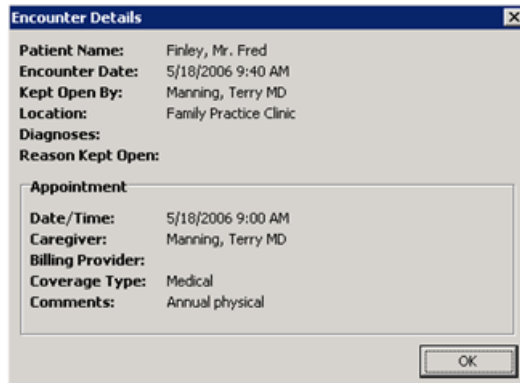 Encounter Details
Patient Name: Finley, Mr. Fred
Encounter Date: 5/18/2006 9:40 AM
Kept Open By: Manning, Terry MD
Location: Family Practice Clinic
Diagnoses:
Reason Kept Open:
Appointment
Date/Time: 5/18/2006 9:00 AM
Caregiver: Manning, Terry MD
Billing Provider:
Coverage Type: Medical
Comments: Annual physical
OK